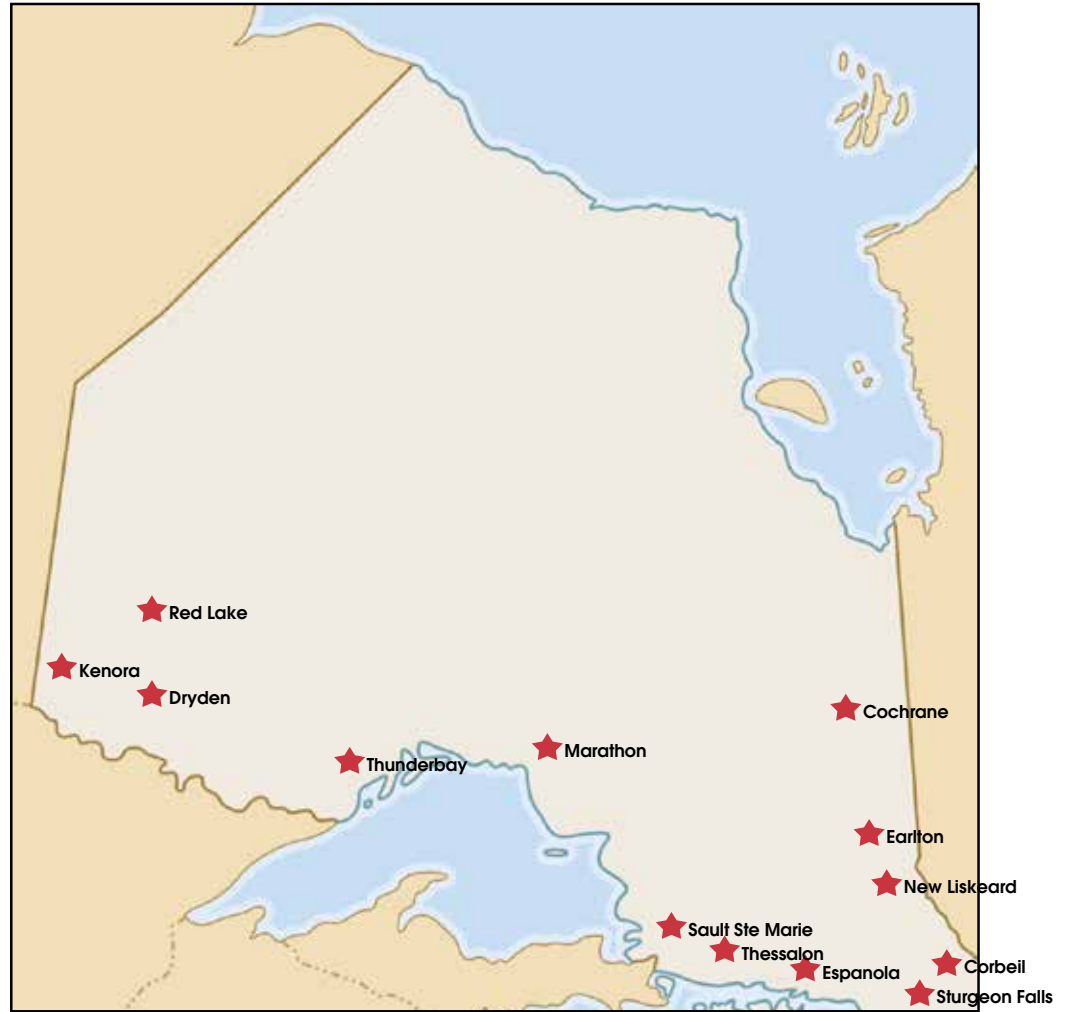 Red Lake
Kenora
Dryden
Cochrane
Marathon
Thunderbay
Earlton
New Liskeard
Sault Ste Marie
Thessalon
Corbeil
Espanola
Sturgeon Falls